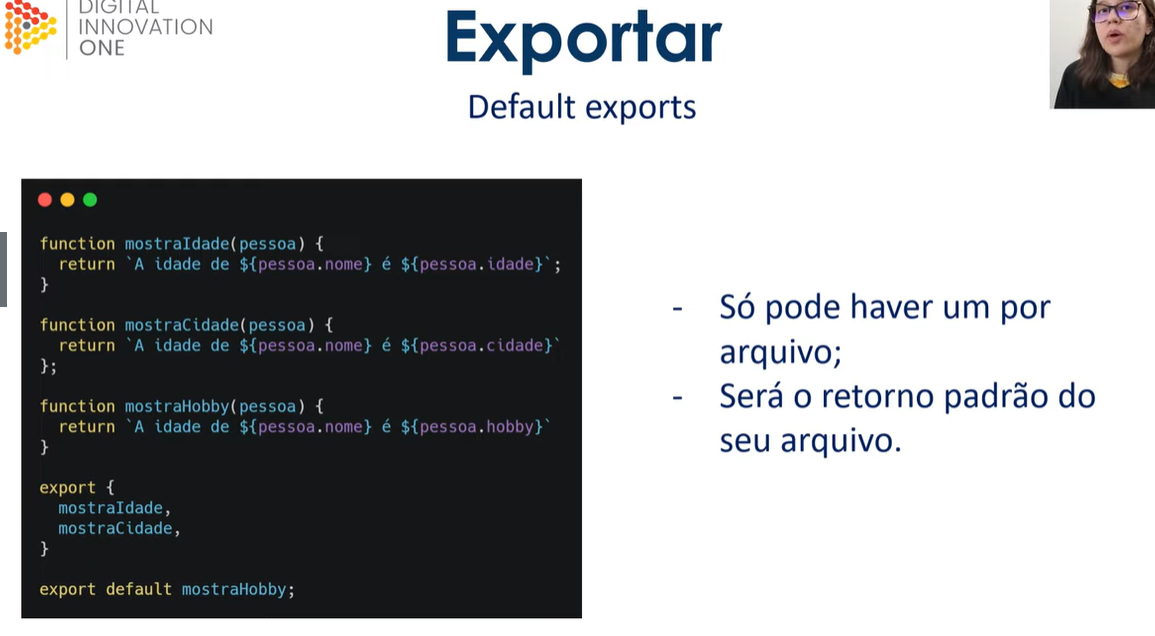 DIGITAL
INNOVATION
ONE
Exportar
Default exports
function mostraIdade(pessoa) {
  return `A idade de ${pessoa.nome} é ${pessoa.idade}`;
}
function mostraCidade(pessoa) {
  return `A idade de ${pessoa.nome} é ${pessoa.cidade}`
};
function mostraHobby(pessoa) {
  return `A idade de ${pessoa.nome} é ${pessoa.hobby}`
}
export {
  mostraIdade,
  mostraCidade,
}
export default mostraHobby;
- Só pode haver um por
arquivo;
- Será o retorno padrão do
seu arquivo.